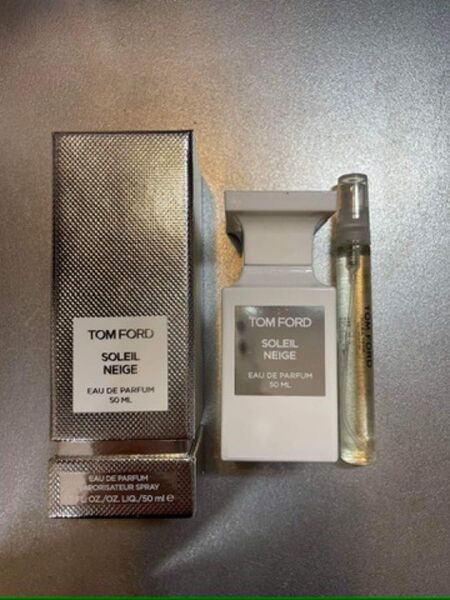 TOM FORD
SOLEIL
NEIGE
EAU DE PARFUM
50 ML
EAU DE PARFUM
VAPORISATEUR SPRAY
FL OZ./OZ. LIQ./50 ml e
TOM FORD
SOLEIL
NEIGE
EAU DE PARFUM
50 ML
TOM FORD